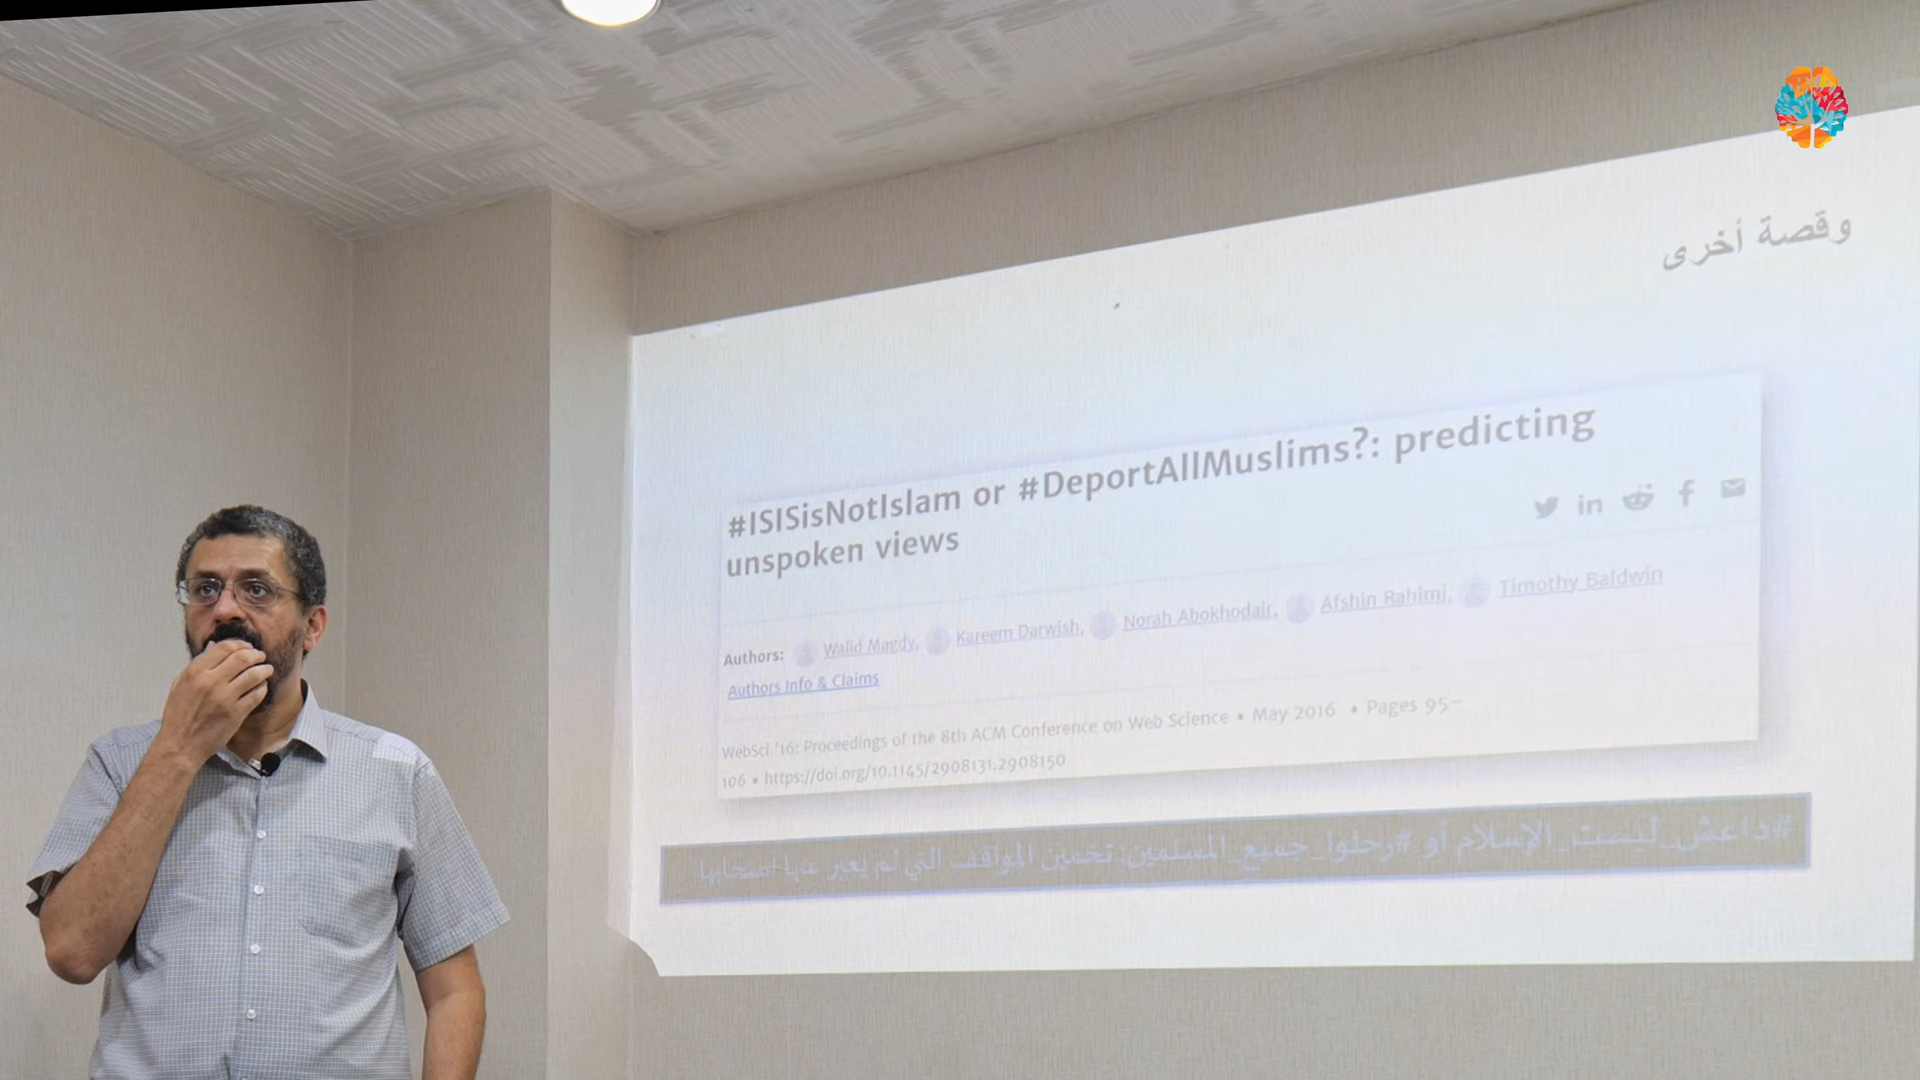 وقصة أخرى
#ISISisNotIslam or #DeportAllMuslims?: predicting
unspoken views
Authors: Walid Magdy, Kareem Darwish, Norah Abokhodair, Afshin Rahimi, Timothy Baldwin
Authors Info & Claims
WebSci '16: Proceedings of the 8th ACM Conference on Web Science • May 2016 • Pages 95–
106 • https://doi.org/10.1145/2908131.2908150
#داعش_ليست_الإسلام أو #رحلوا_جميع_المسلمين: تخمين المواقف التي لم يعبر عنها أصحابها